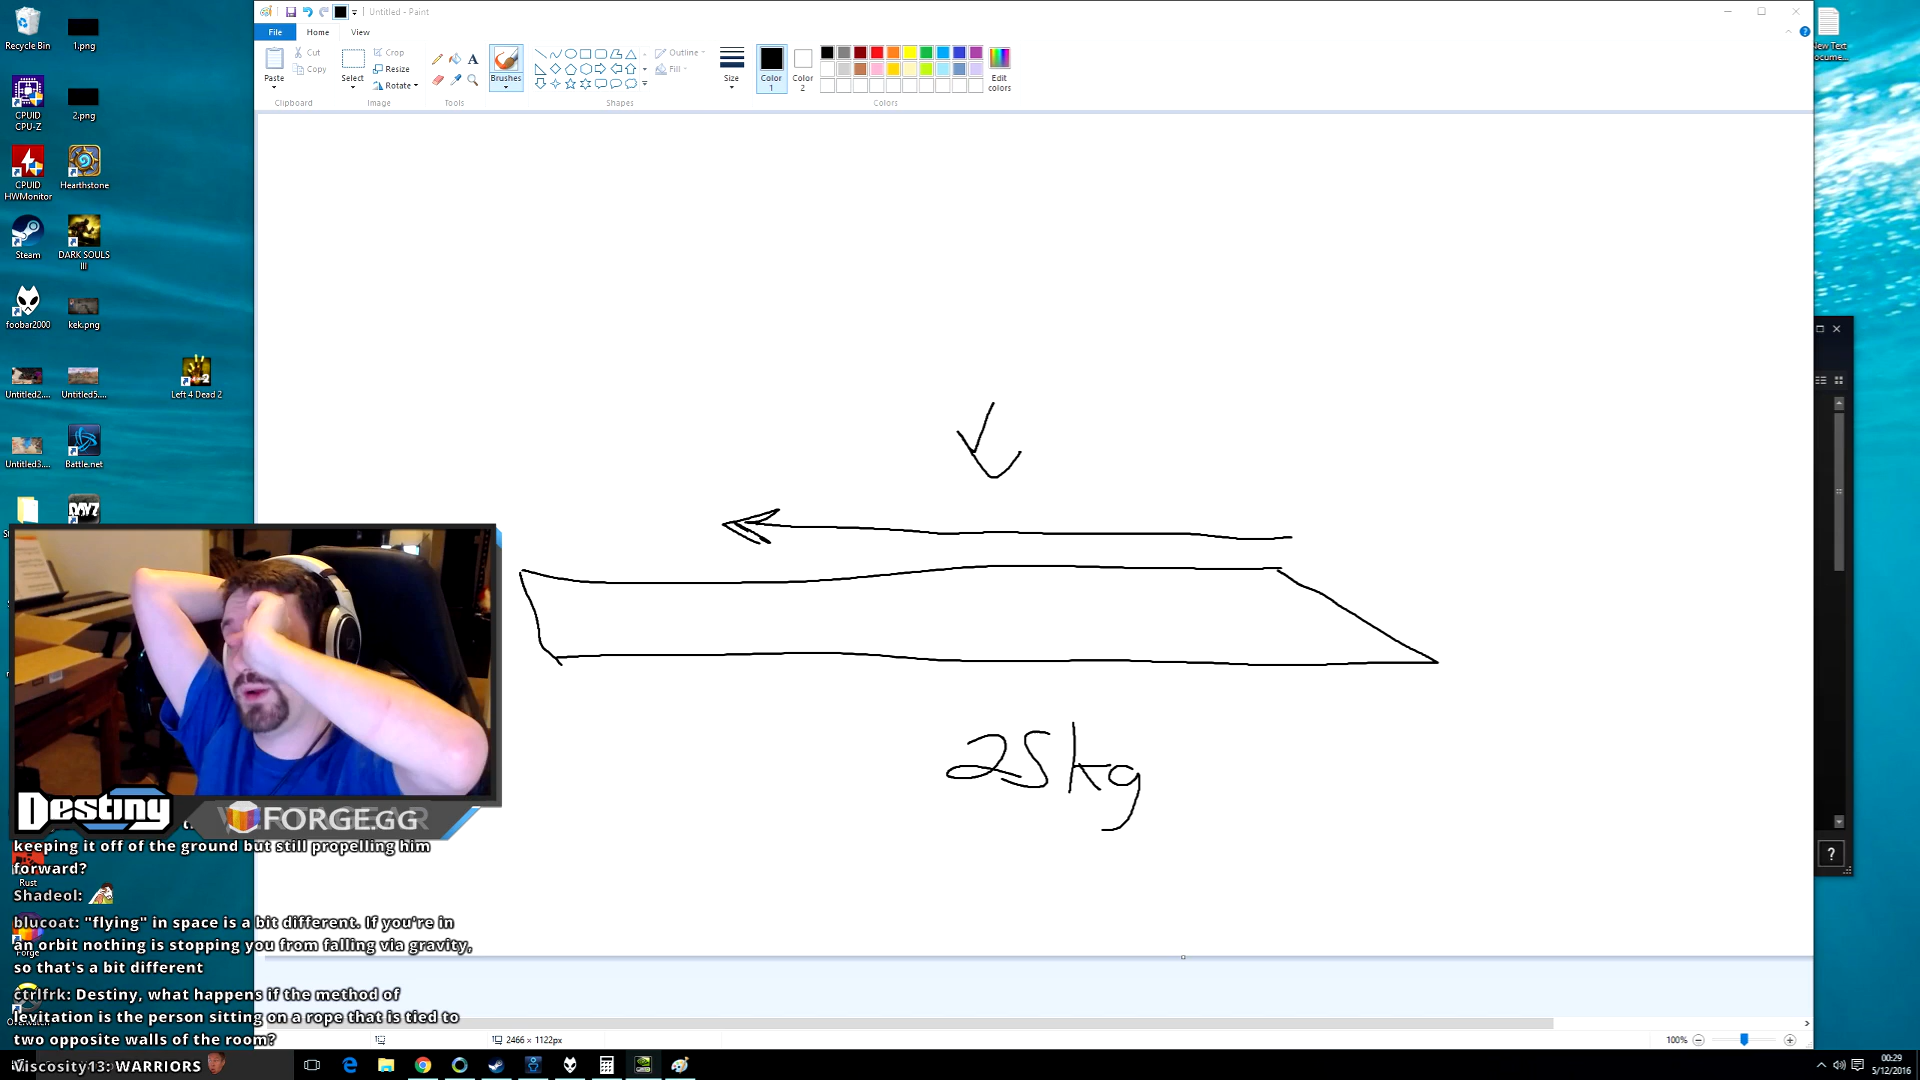 Untitled - Paint
File
Home
View
Paste
Cut
Copy
Clipboard
Select
Crop
Resize
Rotate
Image
Tools
Brushes
Outline
Fill
Shapes
Size
Color 1
Color 2
Edit colors
Colors
Recycle Bin
1.png
CPUID CPU-Z
2.png
CPUID HWMonitor
Hearthstone
Steam
DARK SOULS III
foobar2000
kek.png
Untitled2....
Untitled5....
Left 4 Dead 2
Untitled3....
Battle.net
DAYZ
25kg
Destiny
FORGE.GG
keeping it off of the ground but still propelling him
forward?
Rust
Shadeol:
blucoat: "flying" in space is a bit different. If you're in
an orbit nothing is stopping you from falling via gravity,
so that's a bit different
Forge
ctrlfrk: Destiny, what happens if the method of
levitation is the person sitting on a rope that is tied to
two opposite walls of the room?
Viscosity13: WARRIORS
2466 × 1122px
100%
00:29
5/12/2016